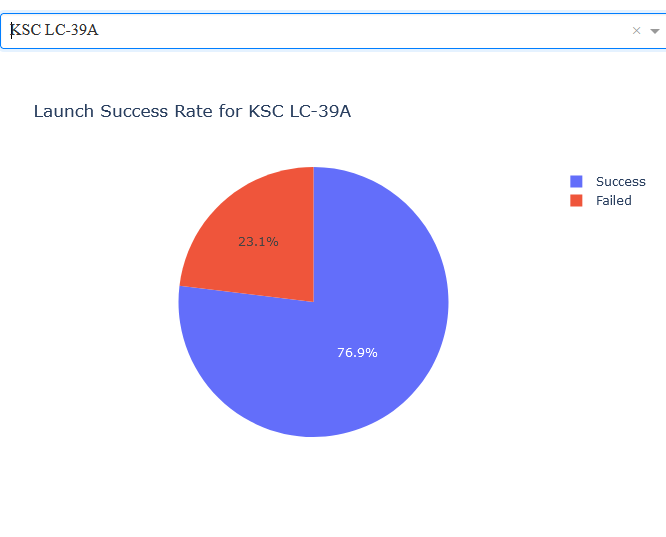 KSC LC-39A
Launch Success Rate for KSC LC-39A
Success
Failed
23.1%
76.9%